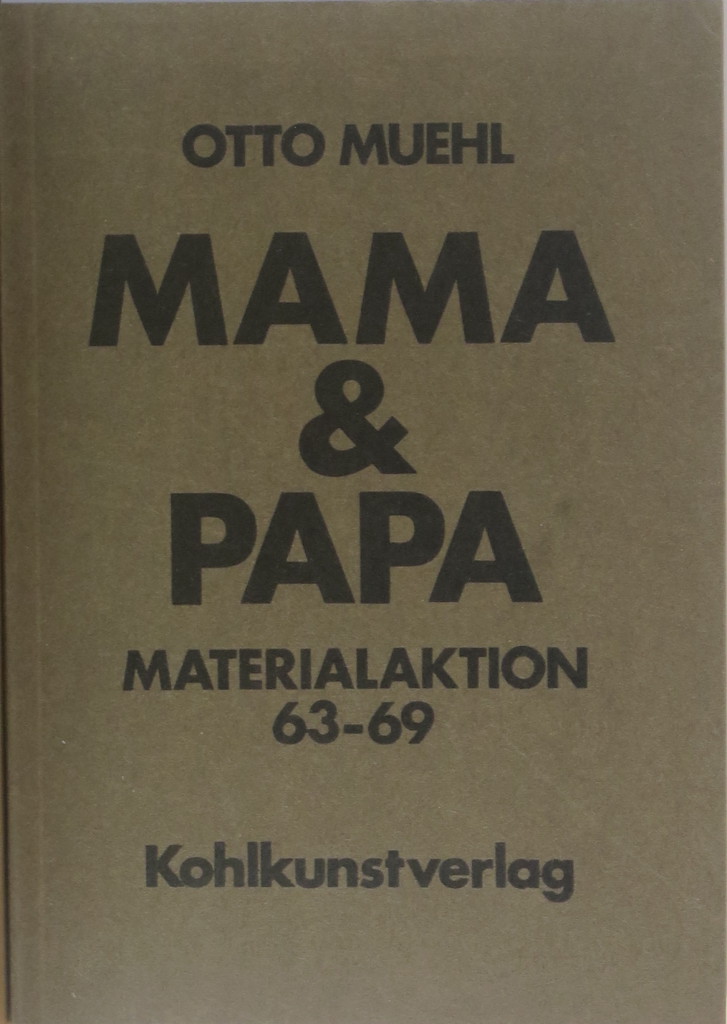 OTTO MUEHL
MAMA
&
PAPA
MATERIALAKTION
63-69
Kohlkunstverlag